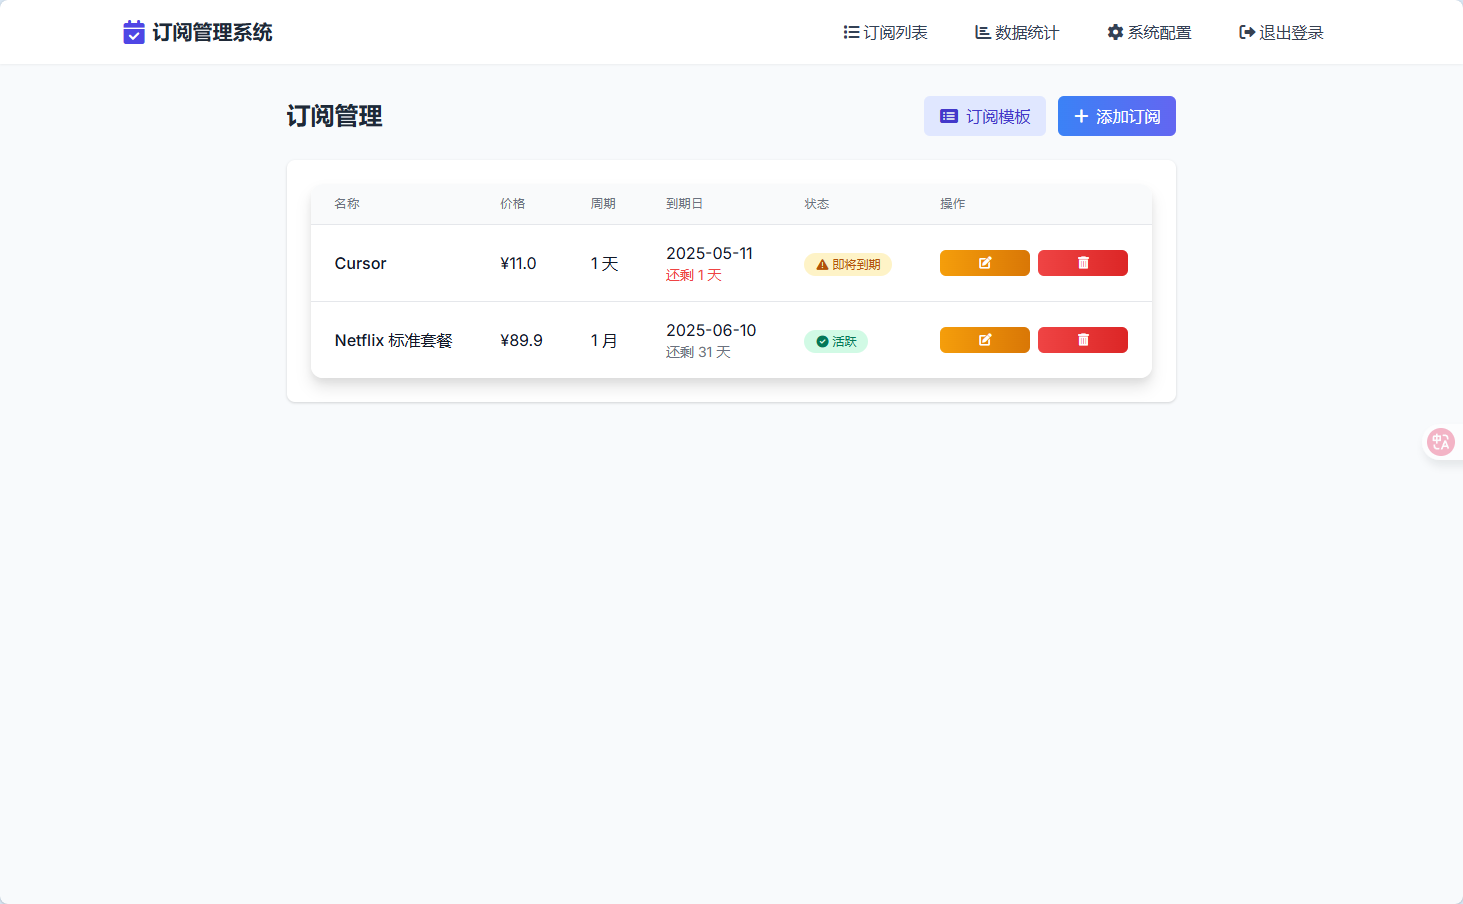 订阅管理系统
订阅列表
数据统计
系统配置
退出登录
订阅管理
订阅模板
添加订阅
名称 价格 周期 到期日 状态 操作
Cursor ¥11.0 1 天 2025-05-11 即将到期
还剩 1 天
Netflix 标准套餐 ¥89.9 1 月 2025-06-10 活跃
还剩 31 天
中 A